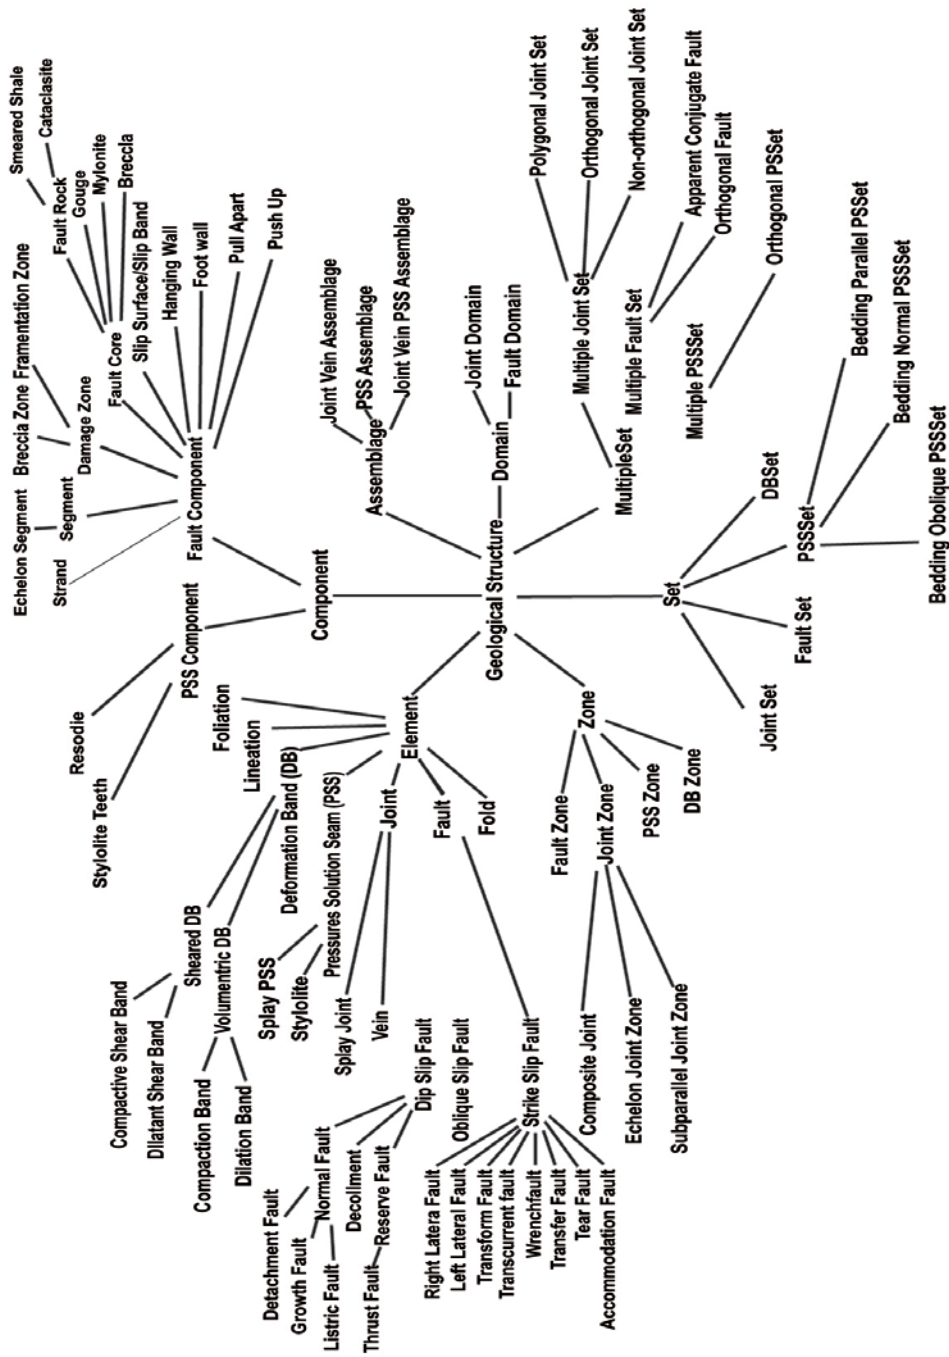 Smeared Shale
Cataclasite
Fault Rock
Gouge
Mylonite
Breccla
Breccia Zone
Framentation Zone
Fault Core
Slip Surface/Slip Band
Hanging Wall
Foot wall
Pull Apart
Push Up
Damage Zone
Echelon Segment
Segment
Strand
Fault Component
PSS Component
Resodie
Stylolite Teeth
Component
Joint Vein Assemblage
PSS Assemblage
Joint Vein PSS Assemblage
Assemblage
Joint Domain
Fault Domain
Domain
Geological Structure
Polygonal Joint Set
Orthogonal Joint Set
Non-orthogonal Joint Set
Multiple Joint Set
Apparent Conjugate Fault
Orthogonal Fault
Multiple Fault Set
Orthogonal PSSet
Multiple PSSSet
MultipleSet
Set
DBSet
PSSSet
Bedding Parallel PSSet
Bedding Normal PSSSet
Bedding Obolique PSSSet
Fault Set
Joint Set
Foliation
Lineation
Deformation Band (DB)
Pressures Solution Seam (PSS)
Joint
Fault
Fold
Element
Zone
Fault Zone
Joint Zone
PSS Zone
DB Zone
Sheared DB
Volumentric DB
Compactive Shear Band
Dllatant Shear Band
Compaction Band
Dilation Band
Splay PSS
Stylolite
Splay Joint
Vein
Dip Slip Fault
Oblique Slip Fault
Strike Slip Fault
Composite Joint
Echelon Joint Zone
Subparallel Joint Zone
Detachment Fault
Growth Fault
Listric Fault
Normal Fault
Decollment
Reserve Fault
Thrust Fault
Right Latera Fault
Left Lateral Fault
Transform Fault
Transcurrent fault
Wrenchfault
Transfer Fault
Tear Fault
Accommodation Fault